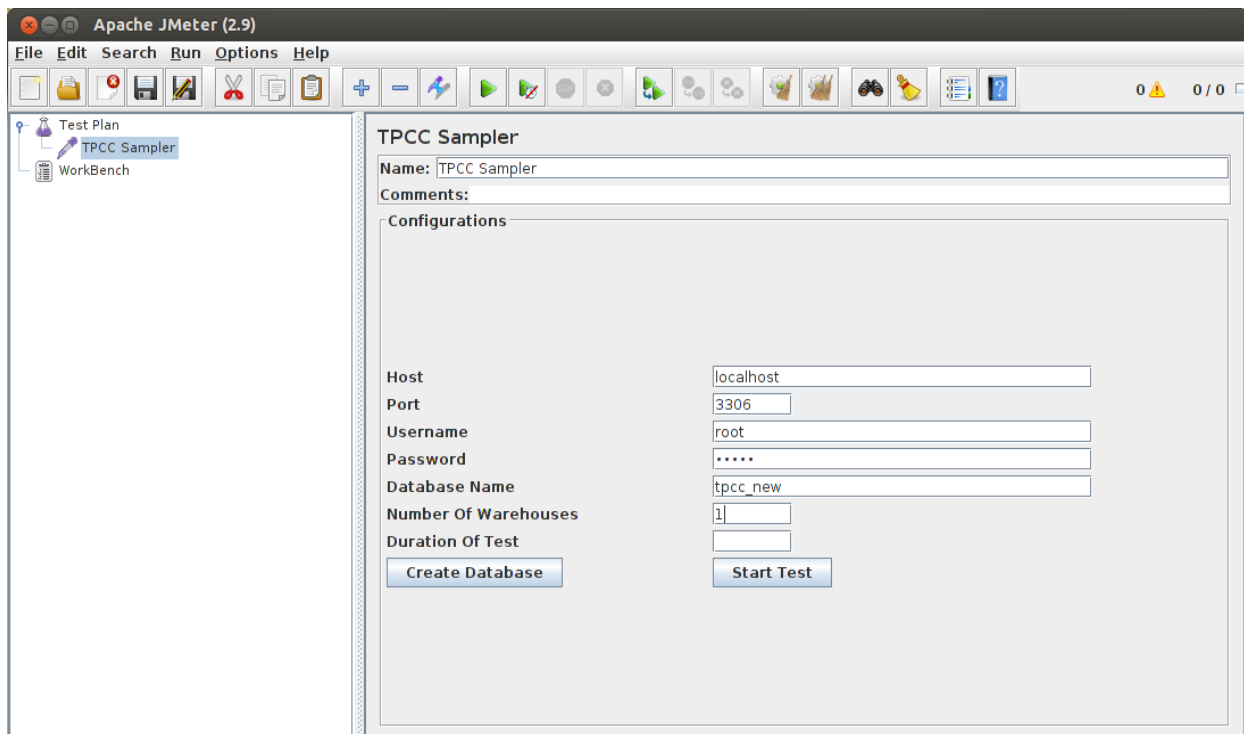 Apache JMeter (2.9)
File Edit Search Run Options Help
0 0 / 0
Test Plan
TPCC Sampler
WorkBench
TPCC Sampler
Name: TPCC Sampler
Comments:
Configurations
Host localhost
Port 3306
Username root
Password •••••
Database Name tpcc_new
Number Of Warehouses 1
Duration Of Test
Create Database Start Test